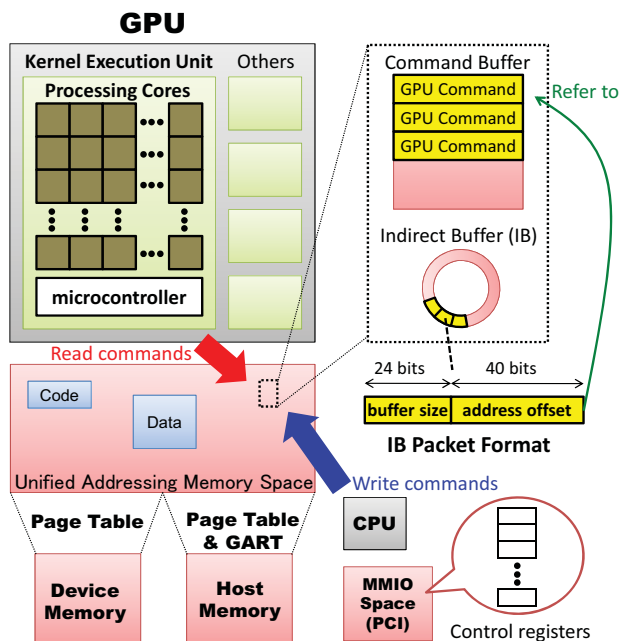 GPU
Kernel Execution Unit
Others
Processing Cores
microcontroller
Command Buffer
GPU Command
GPU Command
GPU Command
Refer to
Indirect Buffer (IB)
24 bits
40 bits
buffer size
address offset
IB Packet Format
Read commands
Code
Data
Unified Addressing Memory Space
Write commands
Page Table
Page Table
& GART
Device
Memory
Host
Memory
CPU
MMIO
Space
(PCI)
Control registers